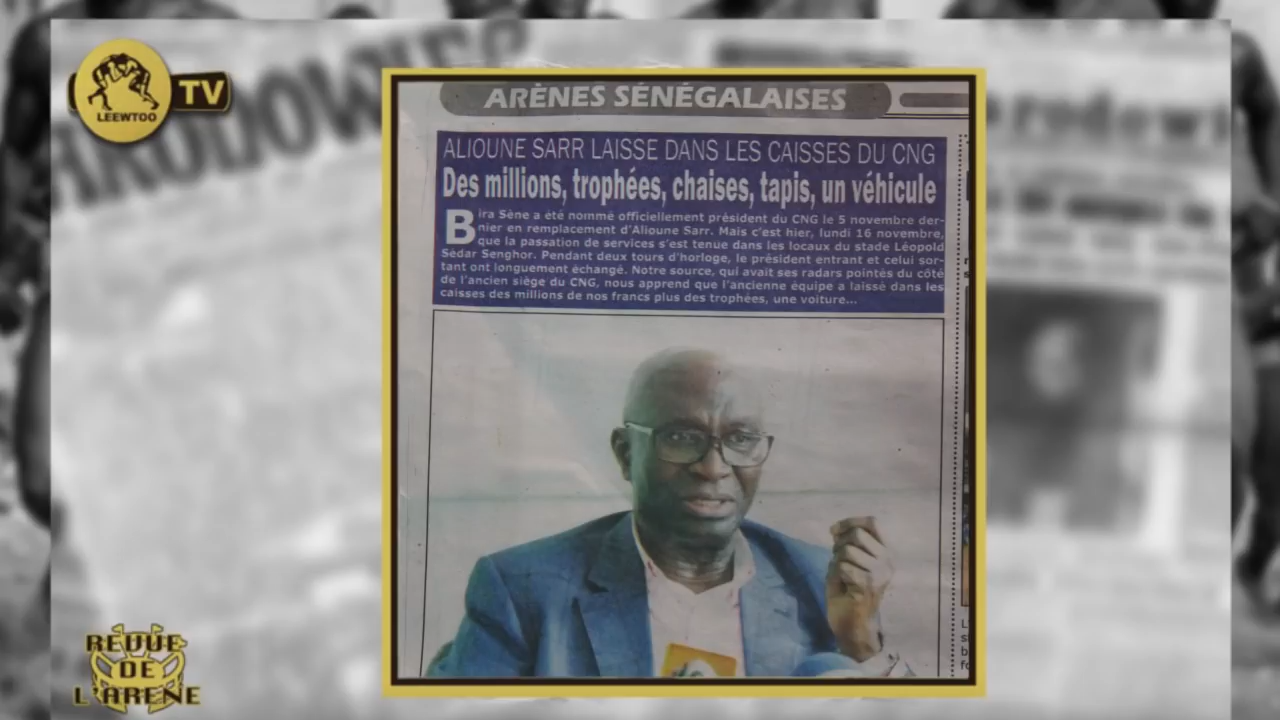 LEEWTOO
TV
ARÈNES SÉNÉGALAISES
ALIOUNE SARR LAISSE DANS LES CAISSES DU CNG
Des millions, trophées, chaises, tapis, un véhicule
Bira Sène a été nommé officiellement président du CNG le 5 novembre der-
nier en remplacement d'Alioune Sarr. Mais c'est hier, lundi 16 novembre,
que la passation de services s'est tenue dans les locaux du stade Léopold
Sédar Senghor. Pendant deux tours d'horloge, le président entrant et celui sor-
tant ont longuement échangé. Notre source, qui avait ses radars pointés du côté
de l'ancien siège du CNG, nous apprend que l'ancienne équipe a laissé dans les
caisses des millions de nos francs plus des trophées, une voiture...
REVUE
DE
L'ARENE